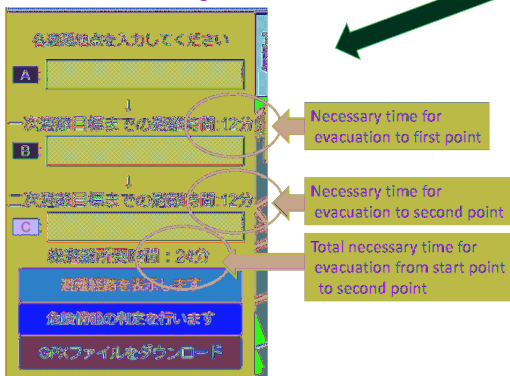 各避難地点を入力してください
A
↓
一次避難目標までの避難時間:12分
Necessary time for
evacuation to first point
B
↓
二次避難目標までの避難時間:12分
Necessary time for
evacuation to second point
C
総避難所要時間：24分
Total necessary time for
evacuation from start point
to second point
避難経路を表示します
危険情報の判定を行います
GPXファイルをダウンロード